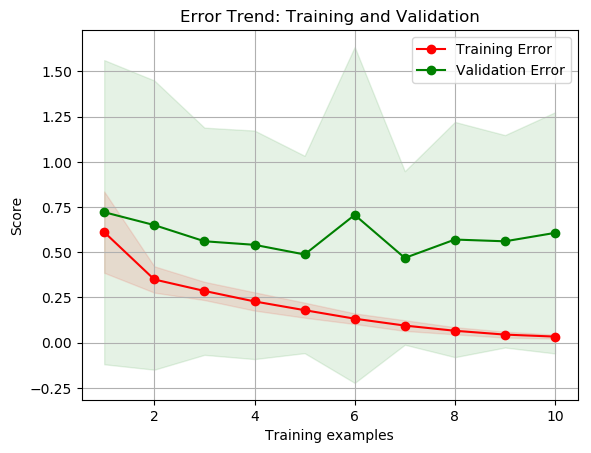 Error Trend: Training and Validation
Training Error
Validation Error
1.50
1.25
1.00
0.75
0.50
0.25
0.00
−0.25
Score
2 4 6 8 10
Training examples